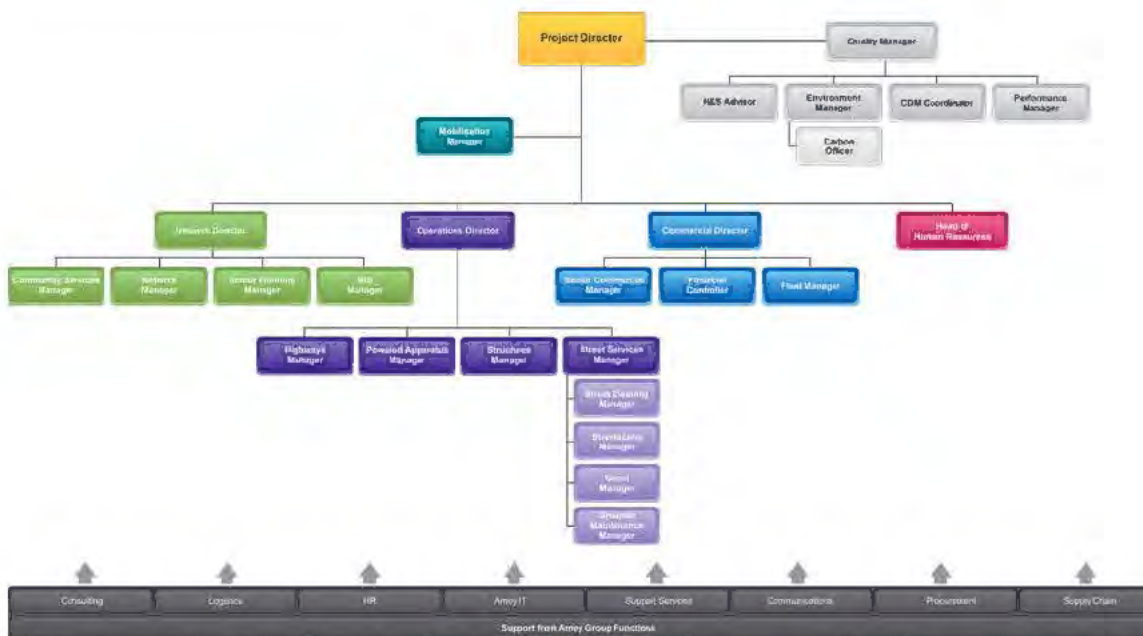 Project Director
Quality Manager
H&S Advisor
Environment
Manager
CDM Coordinator
Performance
Manager
Carbon
Officer
Mobilisation
Manager
Network Director
Operations Director
Commercial Director
Head of
Human Resources
Community Services
Manager
Network
Manager
Manager
MIS
Manager
Senior Commercial
Manager
Financial
Controller
Fleet Manager
Highways
Manager
Powered Apparatus
Manager
Structures
Manager
Street Services
Manager
Street Cleaning
Manager
Manager
Manager
Grounds
Maintenance
Manager
Consulting
Logistics
HR
Amey IT
Support Services
Communications
Procurement
Supply Chain
Support from Amey Group Functions